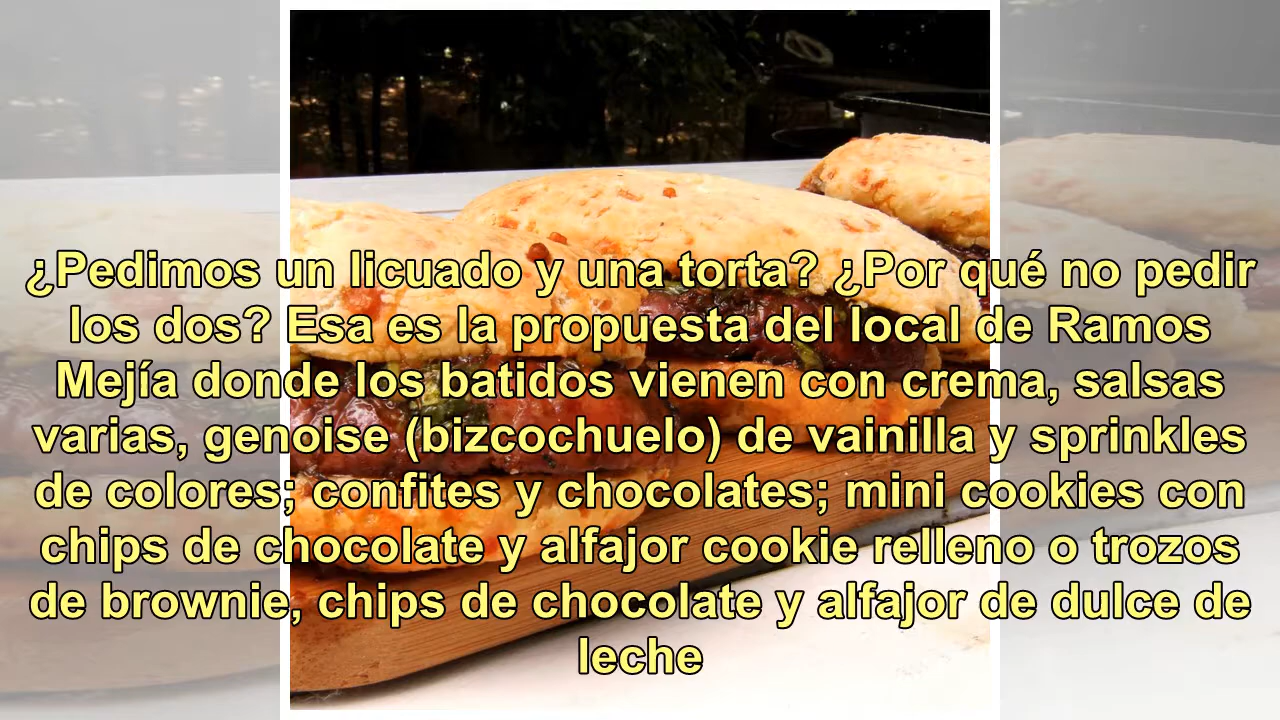 ¿Pedimos un licuado y una torta? ¿Por qué no pedir
los dos? Esa es la propuesta del local de Ramos
Mejía donde los batidos vienen con crema, salsas
varias, genoise (bizcochuelo) de vainilla y sprinkles
de colores; confites y chocolates; mini cookies con
chips de chocolate y alfajor cookie relleno o trozos
de brownie, chips de chocolate y alfajor de dulce de
leche